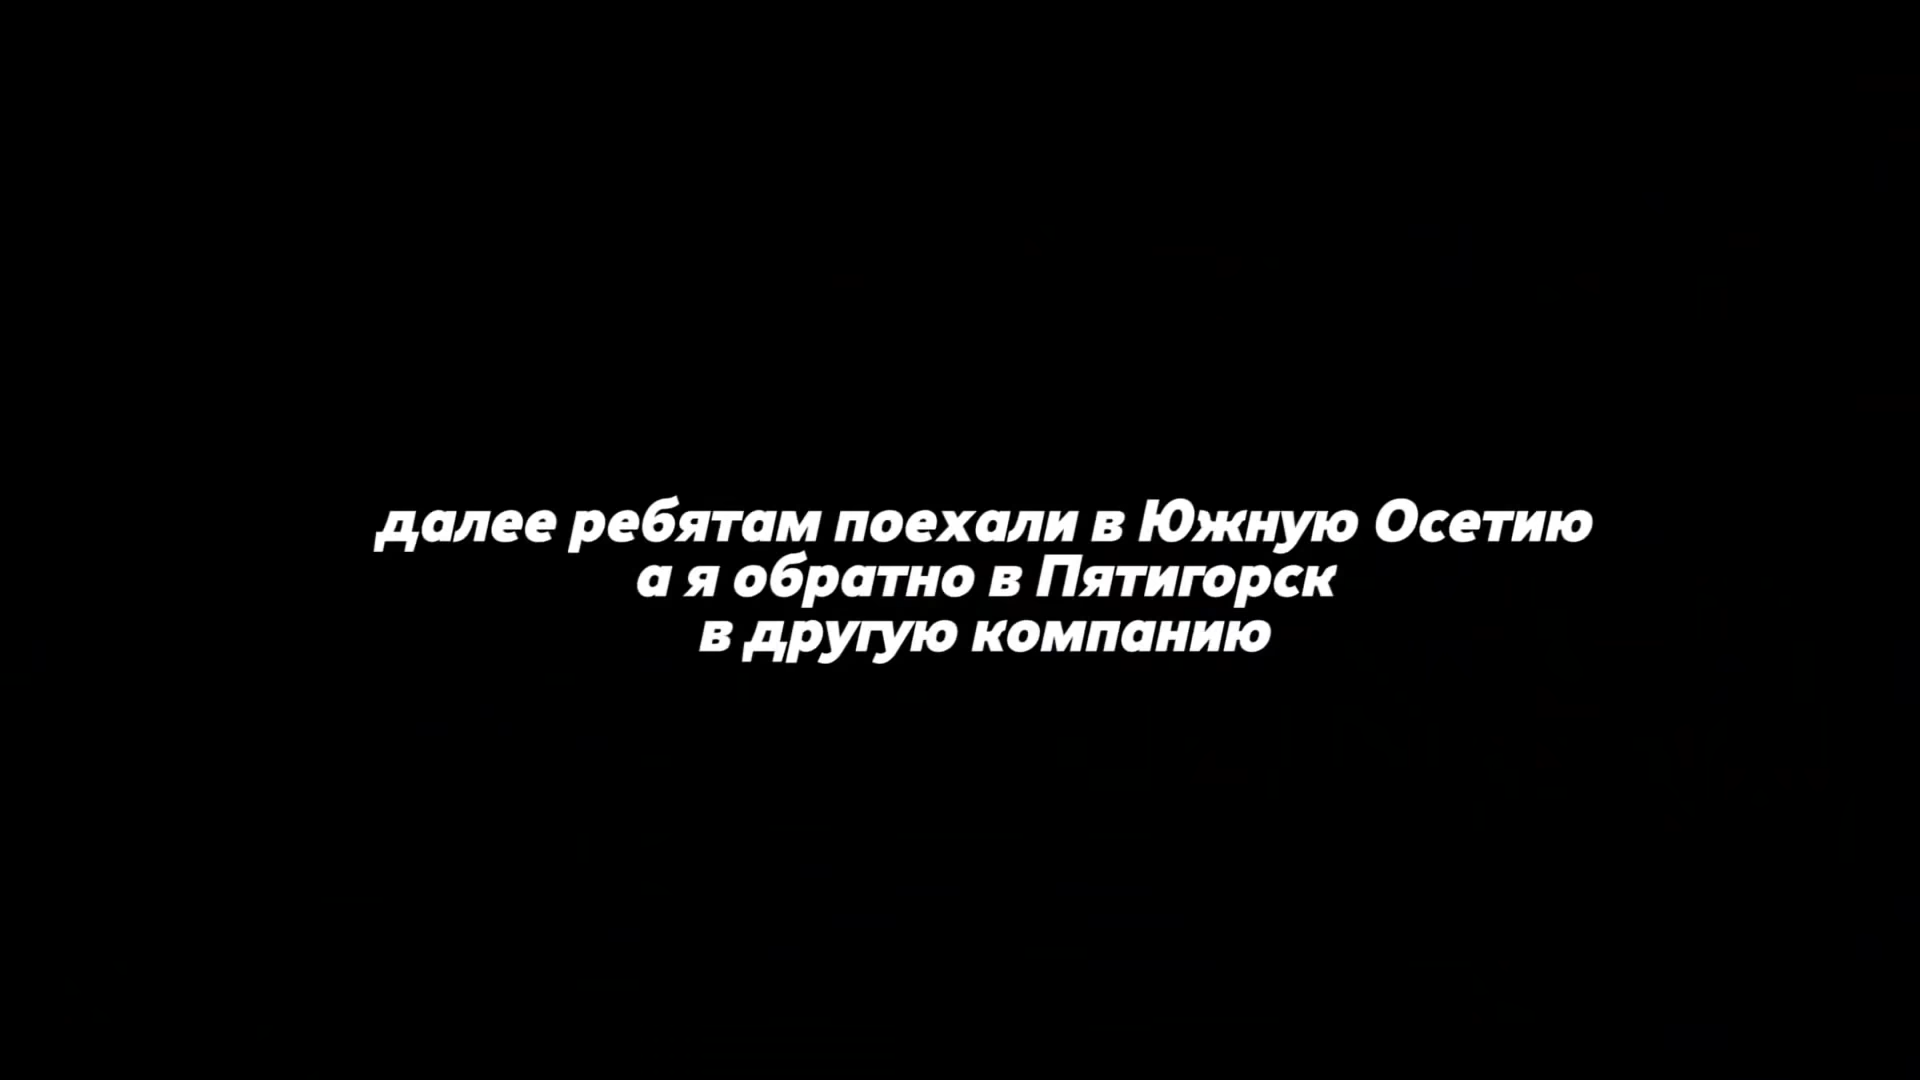 далее ребятам поехали в Южную Осетию
а я обратно в Пятигорск
в другую компанию